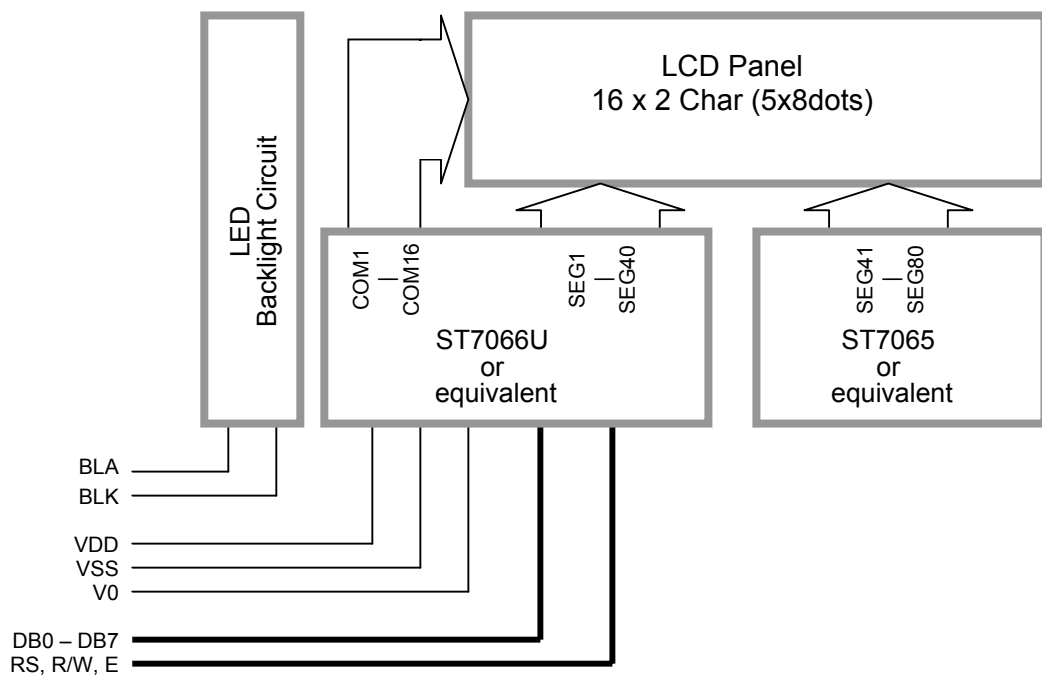 LCD Panel
16 x 2 Char (5x8dots)
LED
Backlight Circuit
COM1
—
COM16
SEG1
—
SEG40
ST7066U
or
equivalent
SEG41
—
SEG80
ST7065
or
equivalent
BLA
BLK
VDD
VSS
V0
DB0 – DB7
RS, R/W, E